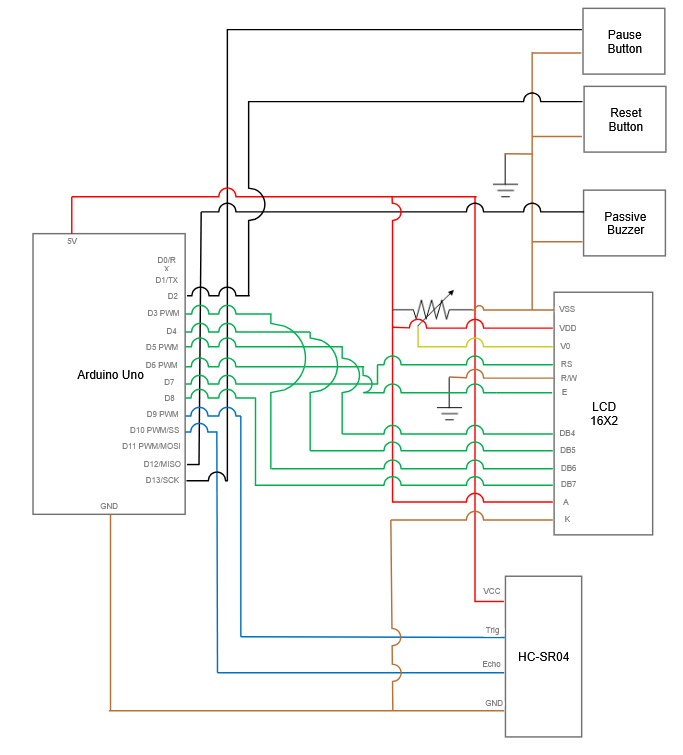 Pause
Button
Reset
Button
Passive
Buzzer
5V
D0/R
X
D1/TX
D2
D3 PWM
D4
D5 PWM
D6 PWM
D7
D8
D9 PWM
D10 PWM/SS
D11 PWM/MOSI
D12/MISO
D13/SCK
GND
Arduino Uno
VSS
VDD
V0
RS
R/W
E
DB4
DB5
DB6
DB7
A
K
LCD
16X2
VCC
Trig
Echo
GND
HC-SR04